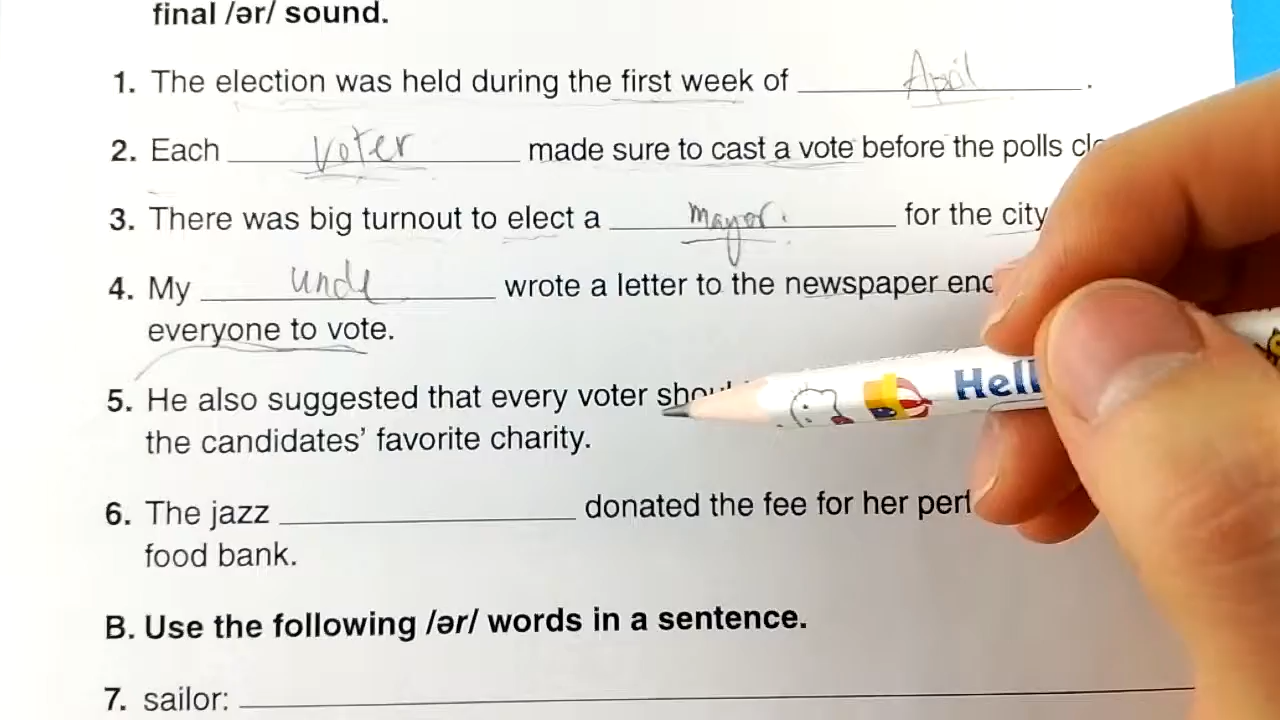 final /ər/ sound.
1. The election was held during the first week of April .
2. Each voter made sure to cast a vote before the polls
3. There was big turnout to elect a mayor. for the city
4. My uncle wrote a letter to the newspaper
everyone to vote.
5. He also suggested that every voter
the candidates' favorite charity.
6. The jazz ____ donated the fee for her
food bank.
B. Use the following /ər/ words in a sentence.
7. sailor:
Hell